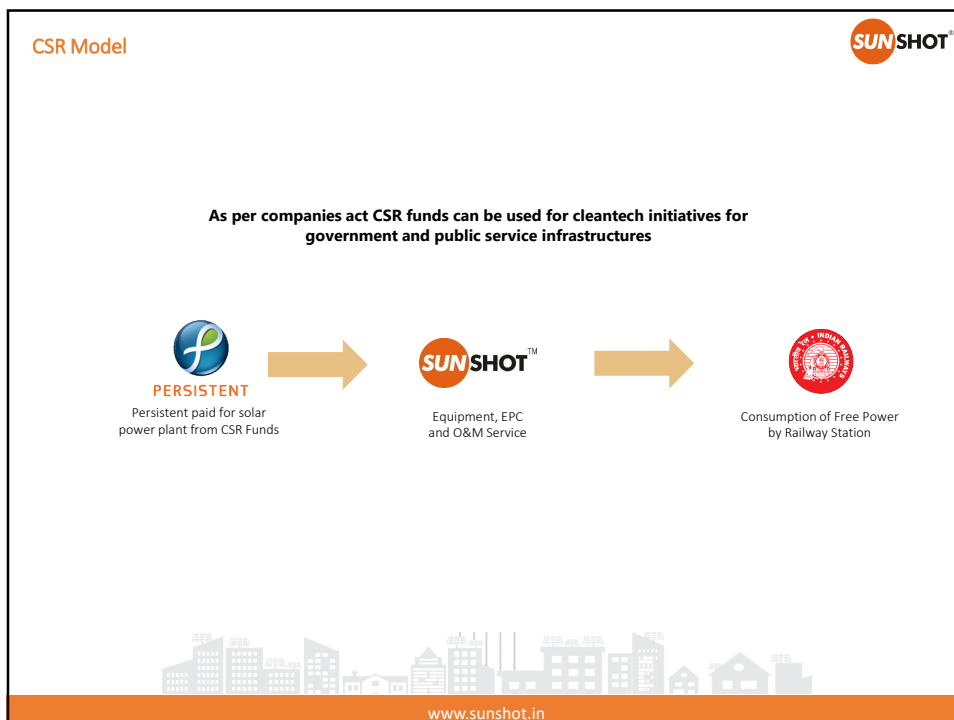 CSR Model
SUNSHOT®
As per companies act CSR funds can be used for cleantech initiatives for
government and public service infrastructures
PERSISTENT
Persistent paid for solar
power plant from CSR Funds
SUNSHOT™
Equipment, EPC
and O&M Service
INDIAN RAILWAYS
भारतीय रेल
Consumption of Free Power
by Railway Station
www.sunshot.in